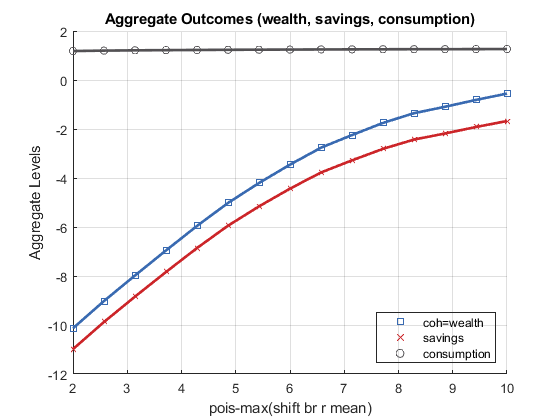 Aggregate Outcomes (wealth, savings, consumption)
2
0
-2
-4
-6
-8
-10
-12
Aggregate Levels
coh=wealth
savings
consumption
2 3 4 5 6 7 8 9 10
pois-max(shift br r mean)